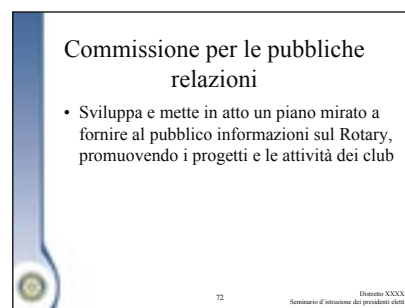 Commissione per le pubbliche
relazioni
• Sviluppa e mette in atto un piano mirato a
fornire al pubblico informazioni sul Rotary,
promuovendo i progetti e le attività dei club
72
Distretto XXXX
Seminario d'istruzione dei presidenti eletti